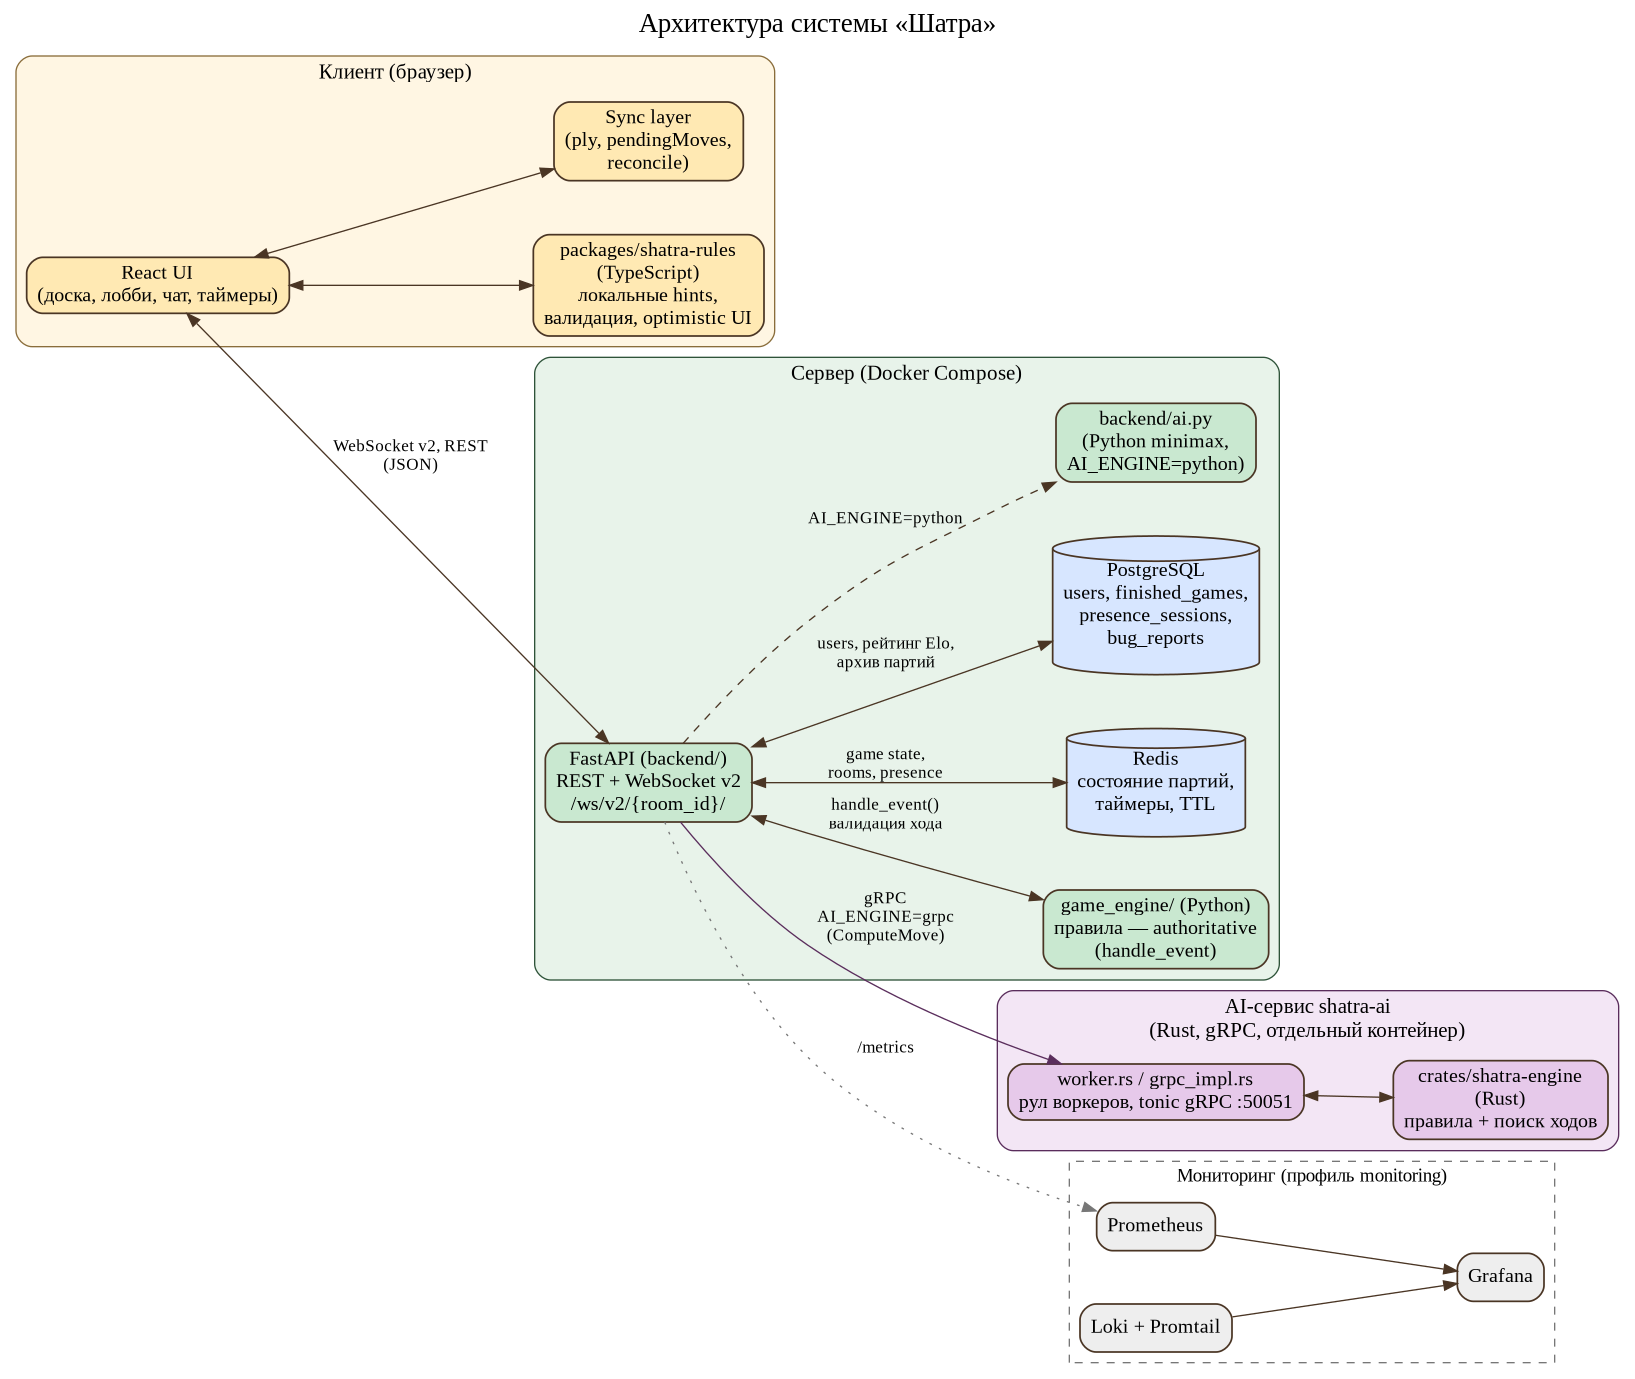 Архитектура системы «Шатра»
Клиент (браузер)
Sync layer
(ply, pendingMoves,
reconcile)
React UI
(доска, лобби, чат, таймеры)
packages/shatra-rules
(TypeScript)
локальные hints,
валидация, optimistic UI
WebSocket v2, REST
(JSON)
Сервер (Docker Compose)
backend/ai.py
(Python minimax,
AI_ENGINE=python)
AI_ENGINE=python
PostgreSQL
users, finished_games,
presence_sessions,
bug_reports
users, рейтинг Elo,
архив партий
FastAPI (backend/)
REST + WebSocket v2
/ws/v2/{room_id}/
game state,
rooms, presence
Redis
состояние партий,
таймеры, TTL
handle_event()
валидация хода
gRPC
AI_ENGINE=grpc
(ComputeMove)
game_engine/ (Python)
правила — authoritative
(handle_event)
AI-сервис shatra-ai
(Rust, gRPC, отдельный контейнер)
/metrics
worker.rs / grpc_impl.rs
рул воркеров, tonic gRPC :50051
crates/shatra-engine
(Rust)
правила + поиск ходов
Мониторинг (профиль monitoring)
Prometheus
Grafana
Loki + Promtail